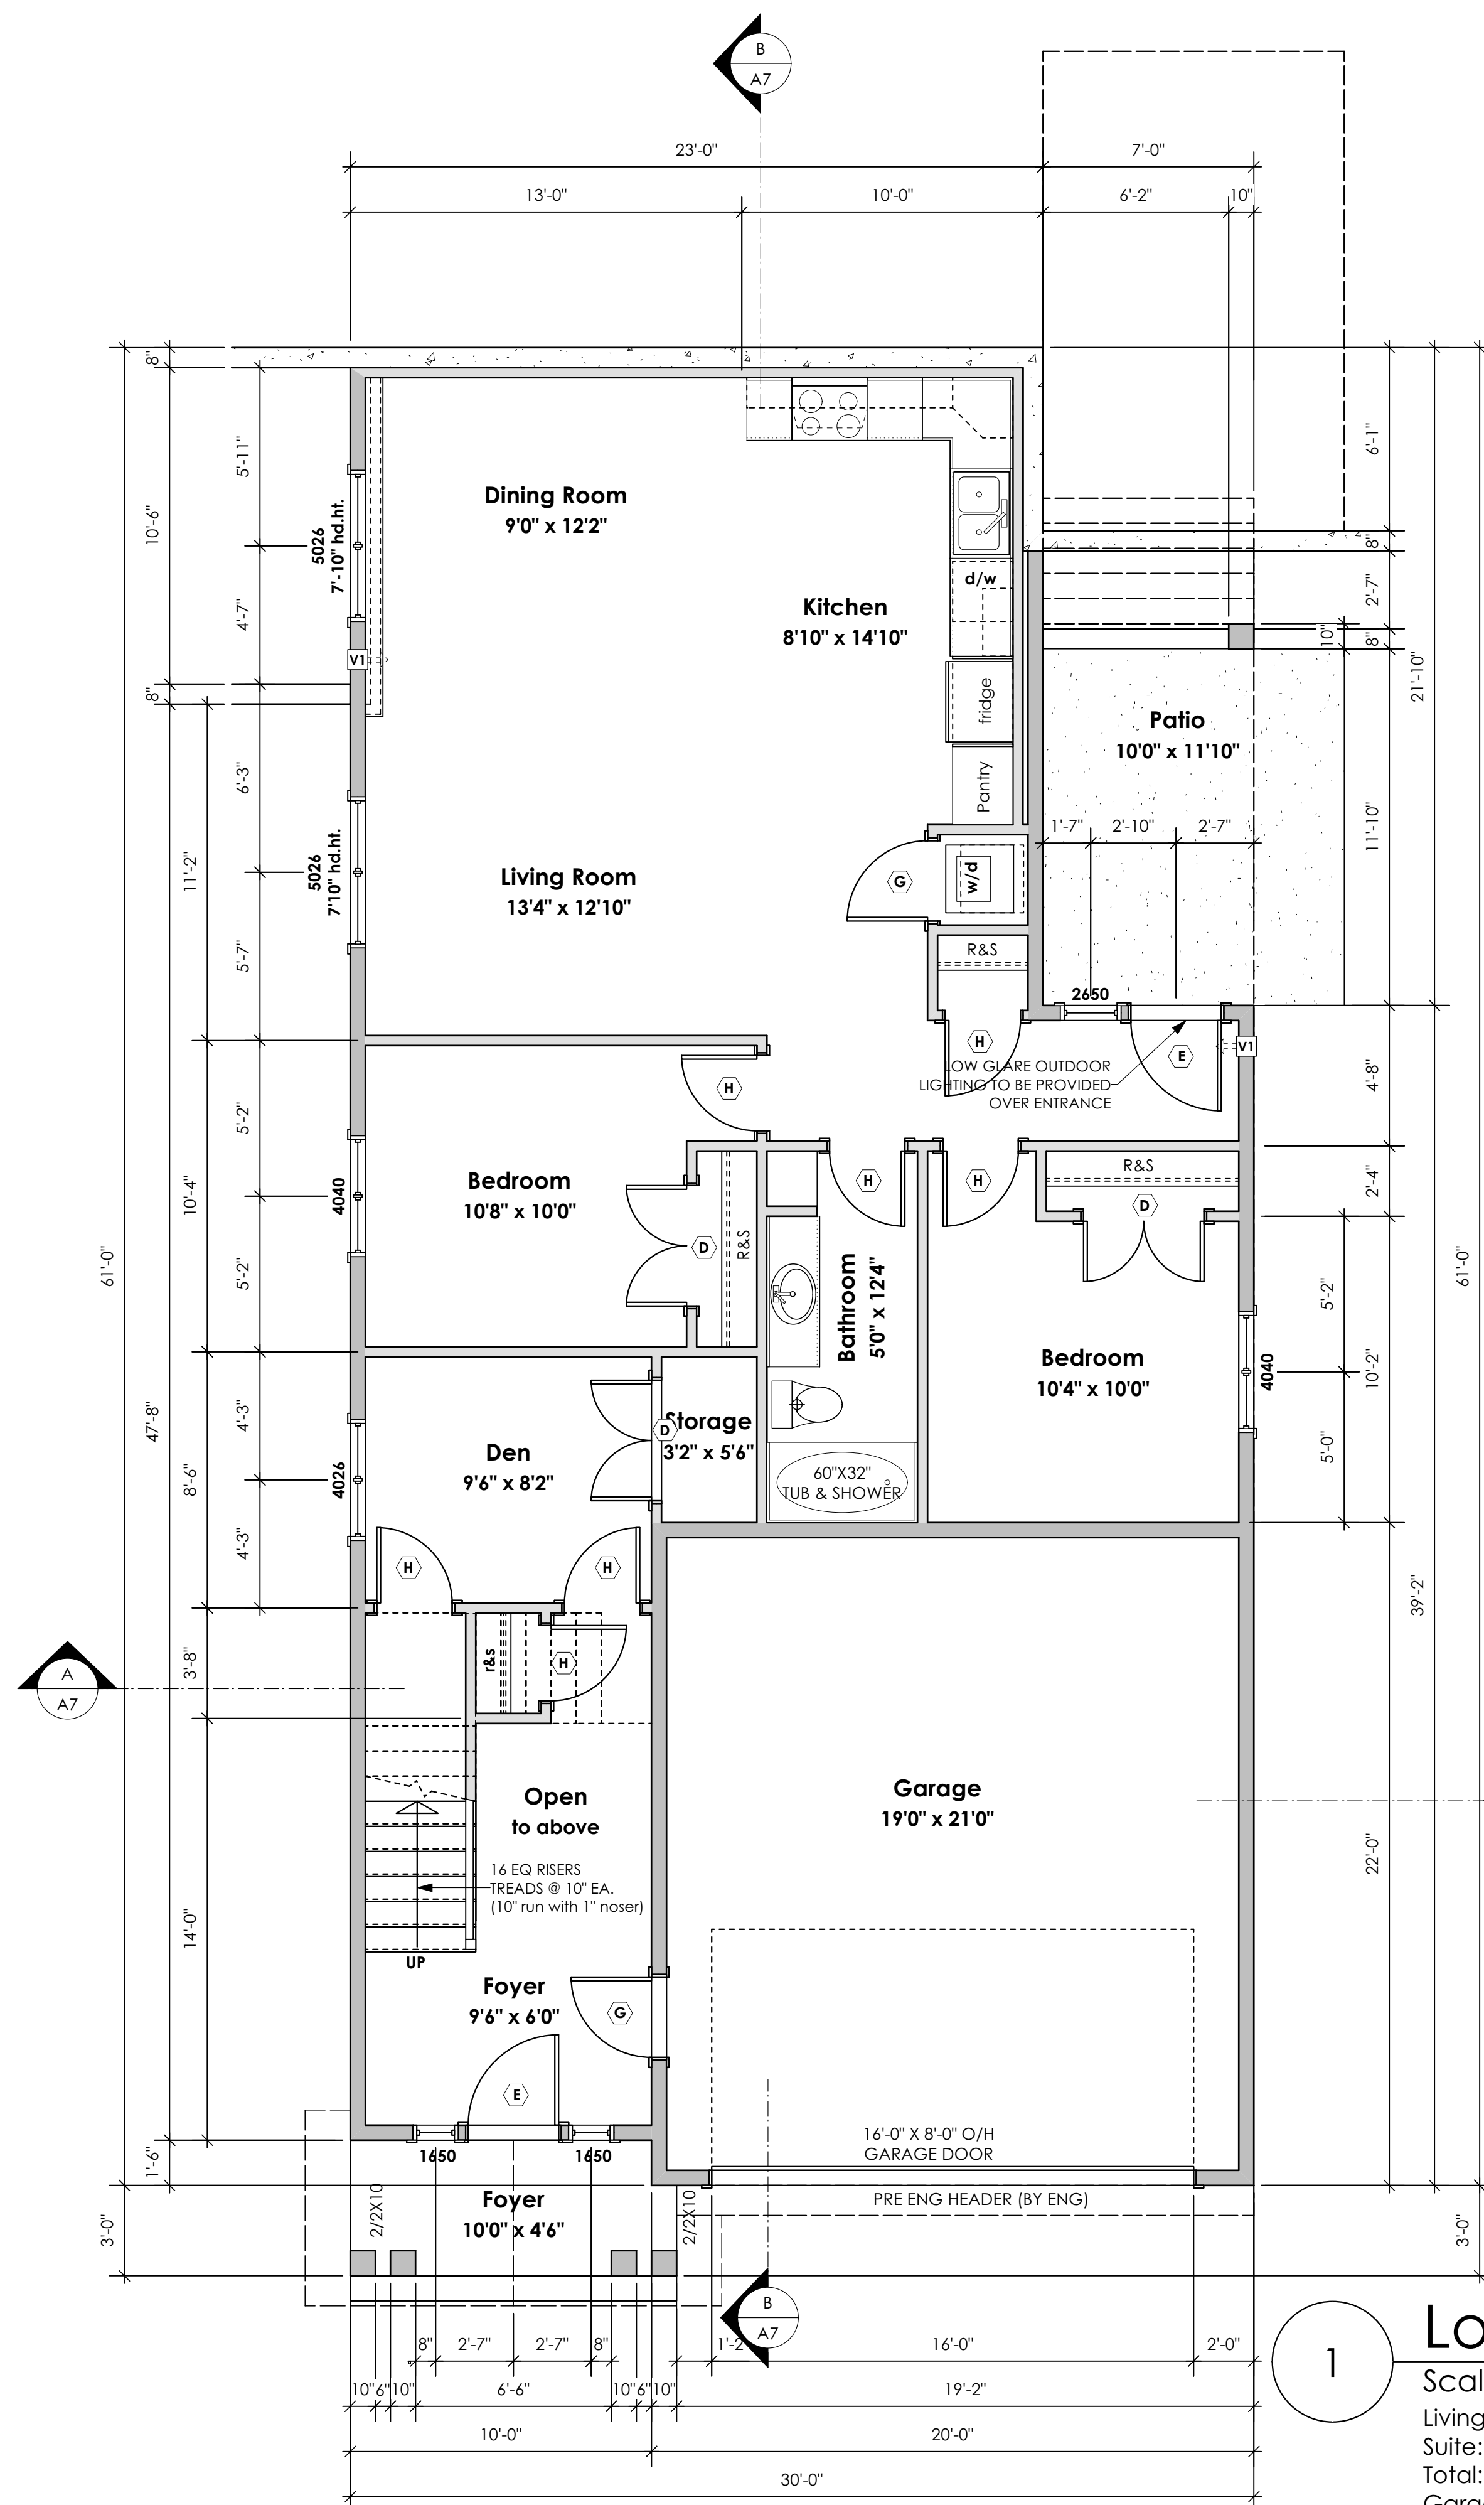 B
A7
23'-0"
7'-0"
13'-0"
10'-0"
6'-2"
10"
8"
5'-11"
10'-6"
5026
7'-10" hd.ht.
4'-7"
V1
8"
Dining Room
9'0" x 12'2"
Kitchen
8'10" x 14'10"
d/w
fridge
Pantry
6'-1"
8"
2'-7"
10"
8"
21'-10"
Patio
10'0" x 11'10"
1'-7"
2'-10"
2'-7"
11'-10"
6'-3"
11'-2"
5026
7'10" hd.ht.
5'-7"
Living Room
13'4" x 12'10"
G
w/d
R&S
2650
H
E
V1
LOW GLARE OUTDOOR
LIGHTING TO BE PROVIDED
OVER ENTRANCE
4'-8"
H
5'-2"
10'-4"
4040
5'-2"
61'-0"
Bedroom
10'8" x 10'0"
D
R&S
H
H
R&S
D
2'-4"
Bathroom
5'0" x 12'4"
Bedroom
10'4" x 10'0"
4040
5'-2"
10'-2"
5'-0"
61'-0"
47'-8"
4'-3"
8'-6"
4026
4'-3"
Den
9'6" x 8'2"
D
Storage
3'2" x 5'6"
60"X32"
TUB & SHOWER
H
H
39'-2"
A
A7
3'-8"
r&s
H
Open
to above
16 EQ RISERS
TREADS @ 10" EA.
(10" run with 1" noser)
UP
14'-0"
Garage
19'0" x 21'0"
22'-0"
Foyer
9'6" x 6'0"
G
E
16'-0" X 8'-0" O/H
GARAGE DOOR
1650
1650
1'-6"
PRE ENG HEADER (BY ENG)
2/2X10
Foyer
10'0" x 4'6"
2/2X10
3'-0"
3'-0"
B
A7
8"
2'-7"
2'-7"
8"
1'-2
16'-0"
2'-0"
10"
6"
10"
6'-6"
10"
6"
10"
19'-2"
10'-0"
20'-0"
30'-0"
1
Lo
Scal
Living
Suite:
Total: